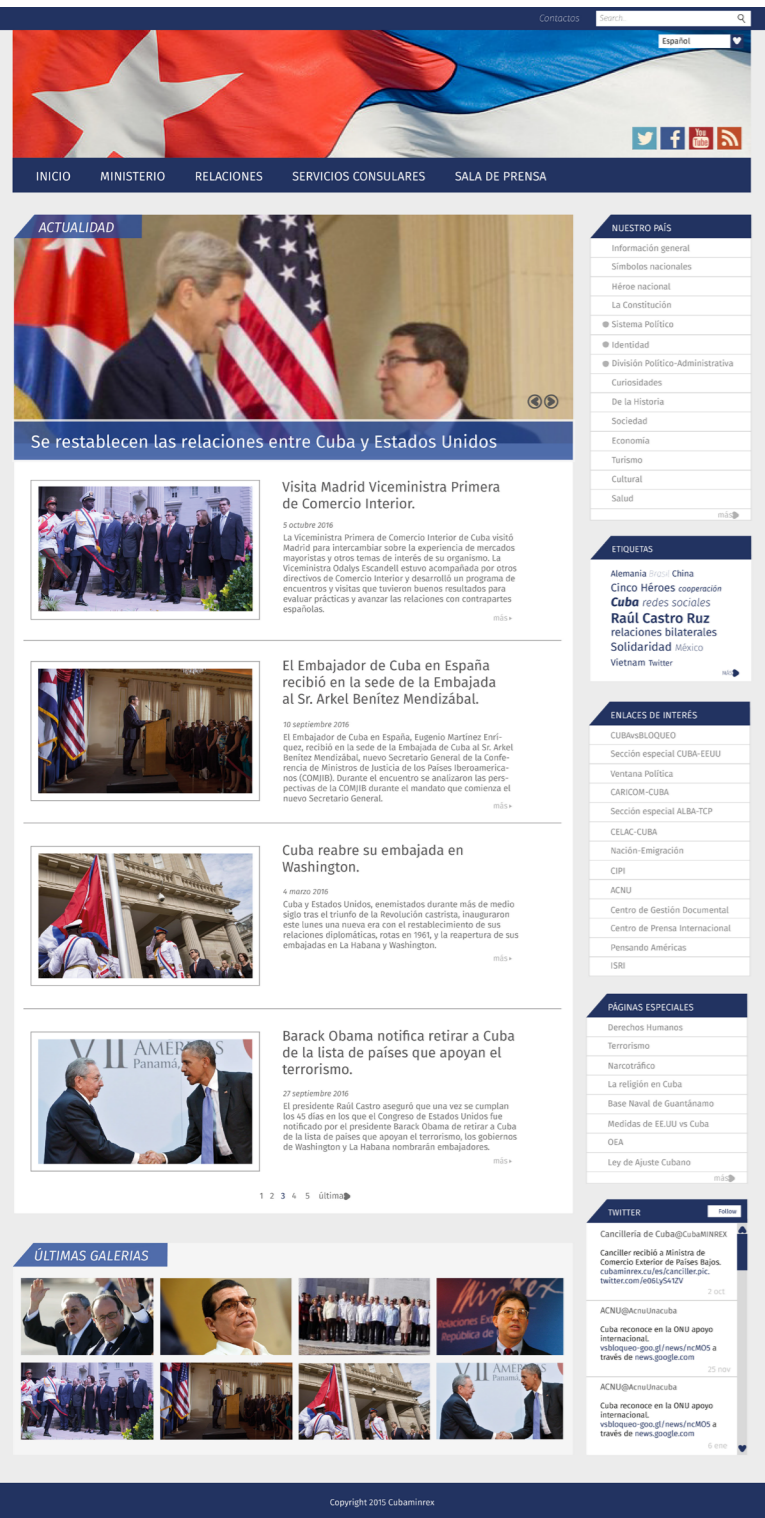 Contactos
Search..
Español
You
Tube
INICIO MINISTERIO RELACIONES SERVICIOS CONSULARES SALA DE PRENSA
ACTUALIDAD
Se restablecen las relaciones entre Cuba y Estados Unidos
Visita Madrid Viceministra Primera
de Comercio Interior.
5 octubre 2016
La Viceministra Primera de Comercio Interior de Cuba visitó
Madrid para intercambiar sobre la experiencia de mercados
mayoristas y otros temas de interés de su organismo. La
Viceministra Odalys Escandell estuvo acompañada por otros
directivos de Comercio Interior y desarrolló un programa de
encuentros y visitas que tuvieron buenos resultados para
evaluar prácticas y avanzar las relaciones con contrapartes
españolas.
más
El Embajador de Cuba en España
recibió en la sede de la Embajada
al Sr. Arkel Benítez Mendizábal.
10 septiembre 2016
El Embajador de Cuba en España, Eugenio Martínez Enrí-
quez, recibió en la sede de la Embajada de Cuba al Sr. Arkel
Benítez Mendizábal, nuevo Secretario General de la Confe-
rencia de Ministros de Justicia de los Países Iberoamerica-
nos (COMJIB). Durante el encuentro se analizaron las pers-
pectivas de la COMJIB durante el mandato que comienza el
nuevo Secretario General.
más
Cuba reabre su embajada en
Washington.
4 marzo 2016
Cuba y Estados Unidos, enemistados durante más de medio
siglo tras el triunfo de la Revolución castrista, inauguraron
este lunes una nueva era con el restablecimiento de sus
relaciones diplomáticas, rotas en 1961, y la reapertura de sus
embajadas en La Habana y Washington.
más
VII AMERICAS
Panamá,
Barack Obama notifica retirar a Cuba
de la lista de países que apoyan el
terrorismo.
27 septiembre 2016
El presidente Raúl Castro aseguró que una vez se cumplan
los 45 días en los que el Congreso de Estados Unidos fue
notificado por el presidente Barack Obama de retirar a Cuba
de la lista de países que apoyan el terrorismo, los gobiernos
de Washington y La Habana nombrarán embajadores.
más
1 2 3 4 5 última
ÚLTIMAS GALERIAS
Minrex
Relaciones Ex
República de
VII AMER
Panamá,
NUESTRO PAÍS
Información general
Símbolos nacionales
Héroe nacional
La Constitución
Sistema Político
Identidad
División Político-Administrativa
Curiosidades
De la Historia
Sociedad
Economía
Turismo
Cultural
Salud
más
ETIQUETAS
Alemania Brasil China
Cinco Héroes cooperación
Cuba redes sociales
Raúl Castro Ruz
relaciones bilaterales
Solidaridad México
Vietnam Twitter
más
ENLACES DE INTERÉS
CUBAvsBLOQUEO
Sección especial CUBA-EEUU
Ventana Política
CARICOM-CUBA
Sección especial ALBA-TCP
CELAC-CUBA
Nación-Emigración
CIPI
ACNU
Centro de Gestión Documental
Centro de Prensa Internacional
Pensando Américas
ISRI
PÁGINAS ESPECIALES
Derechos Humanos
Terrorismo
Narcotráfico
La religión en Cuba
Base Naval de Guantánamo
Medidas de EE.UU vs Cuba
OEA
Ley de Ajuste Cubano
más
TWITTER
Follow
Cancillería de Cuba@CubaMINREX
Canciller recibió a Ministra de
Comercio Exterior de Países Bajos.
cubaminrex.cu/es/canciller.pic.
twitter.com/e06LyS41ZV
2 oct
ACNU@AcnuUnacuba
Cuba reconoce en la ONU apoyo
internacional.
vsbloqueo-goo.gl/news/ncMO5 a
través de news.google.com
25 nov
ACNU@AcnuUnacuba
Cuba reconoce en la ONU apoyo
internacional.
vsbloqueo-goo.gl/news/ncMO5 a
través de news.google.com
6 ene
Copyright 2015 Cubaminrex